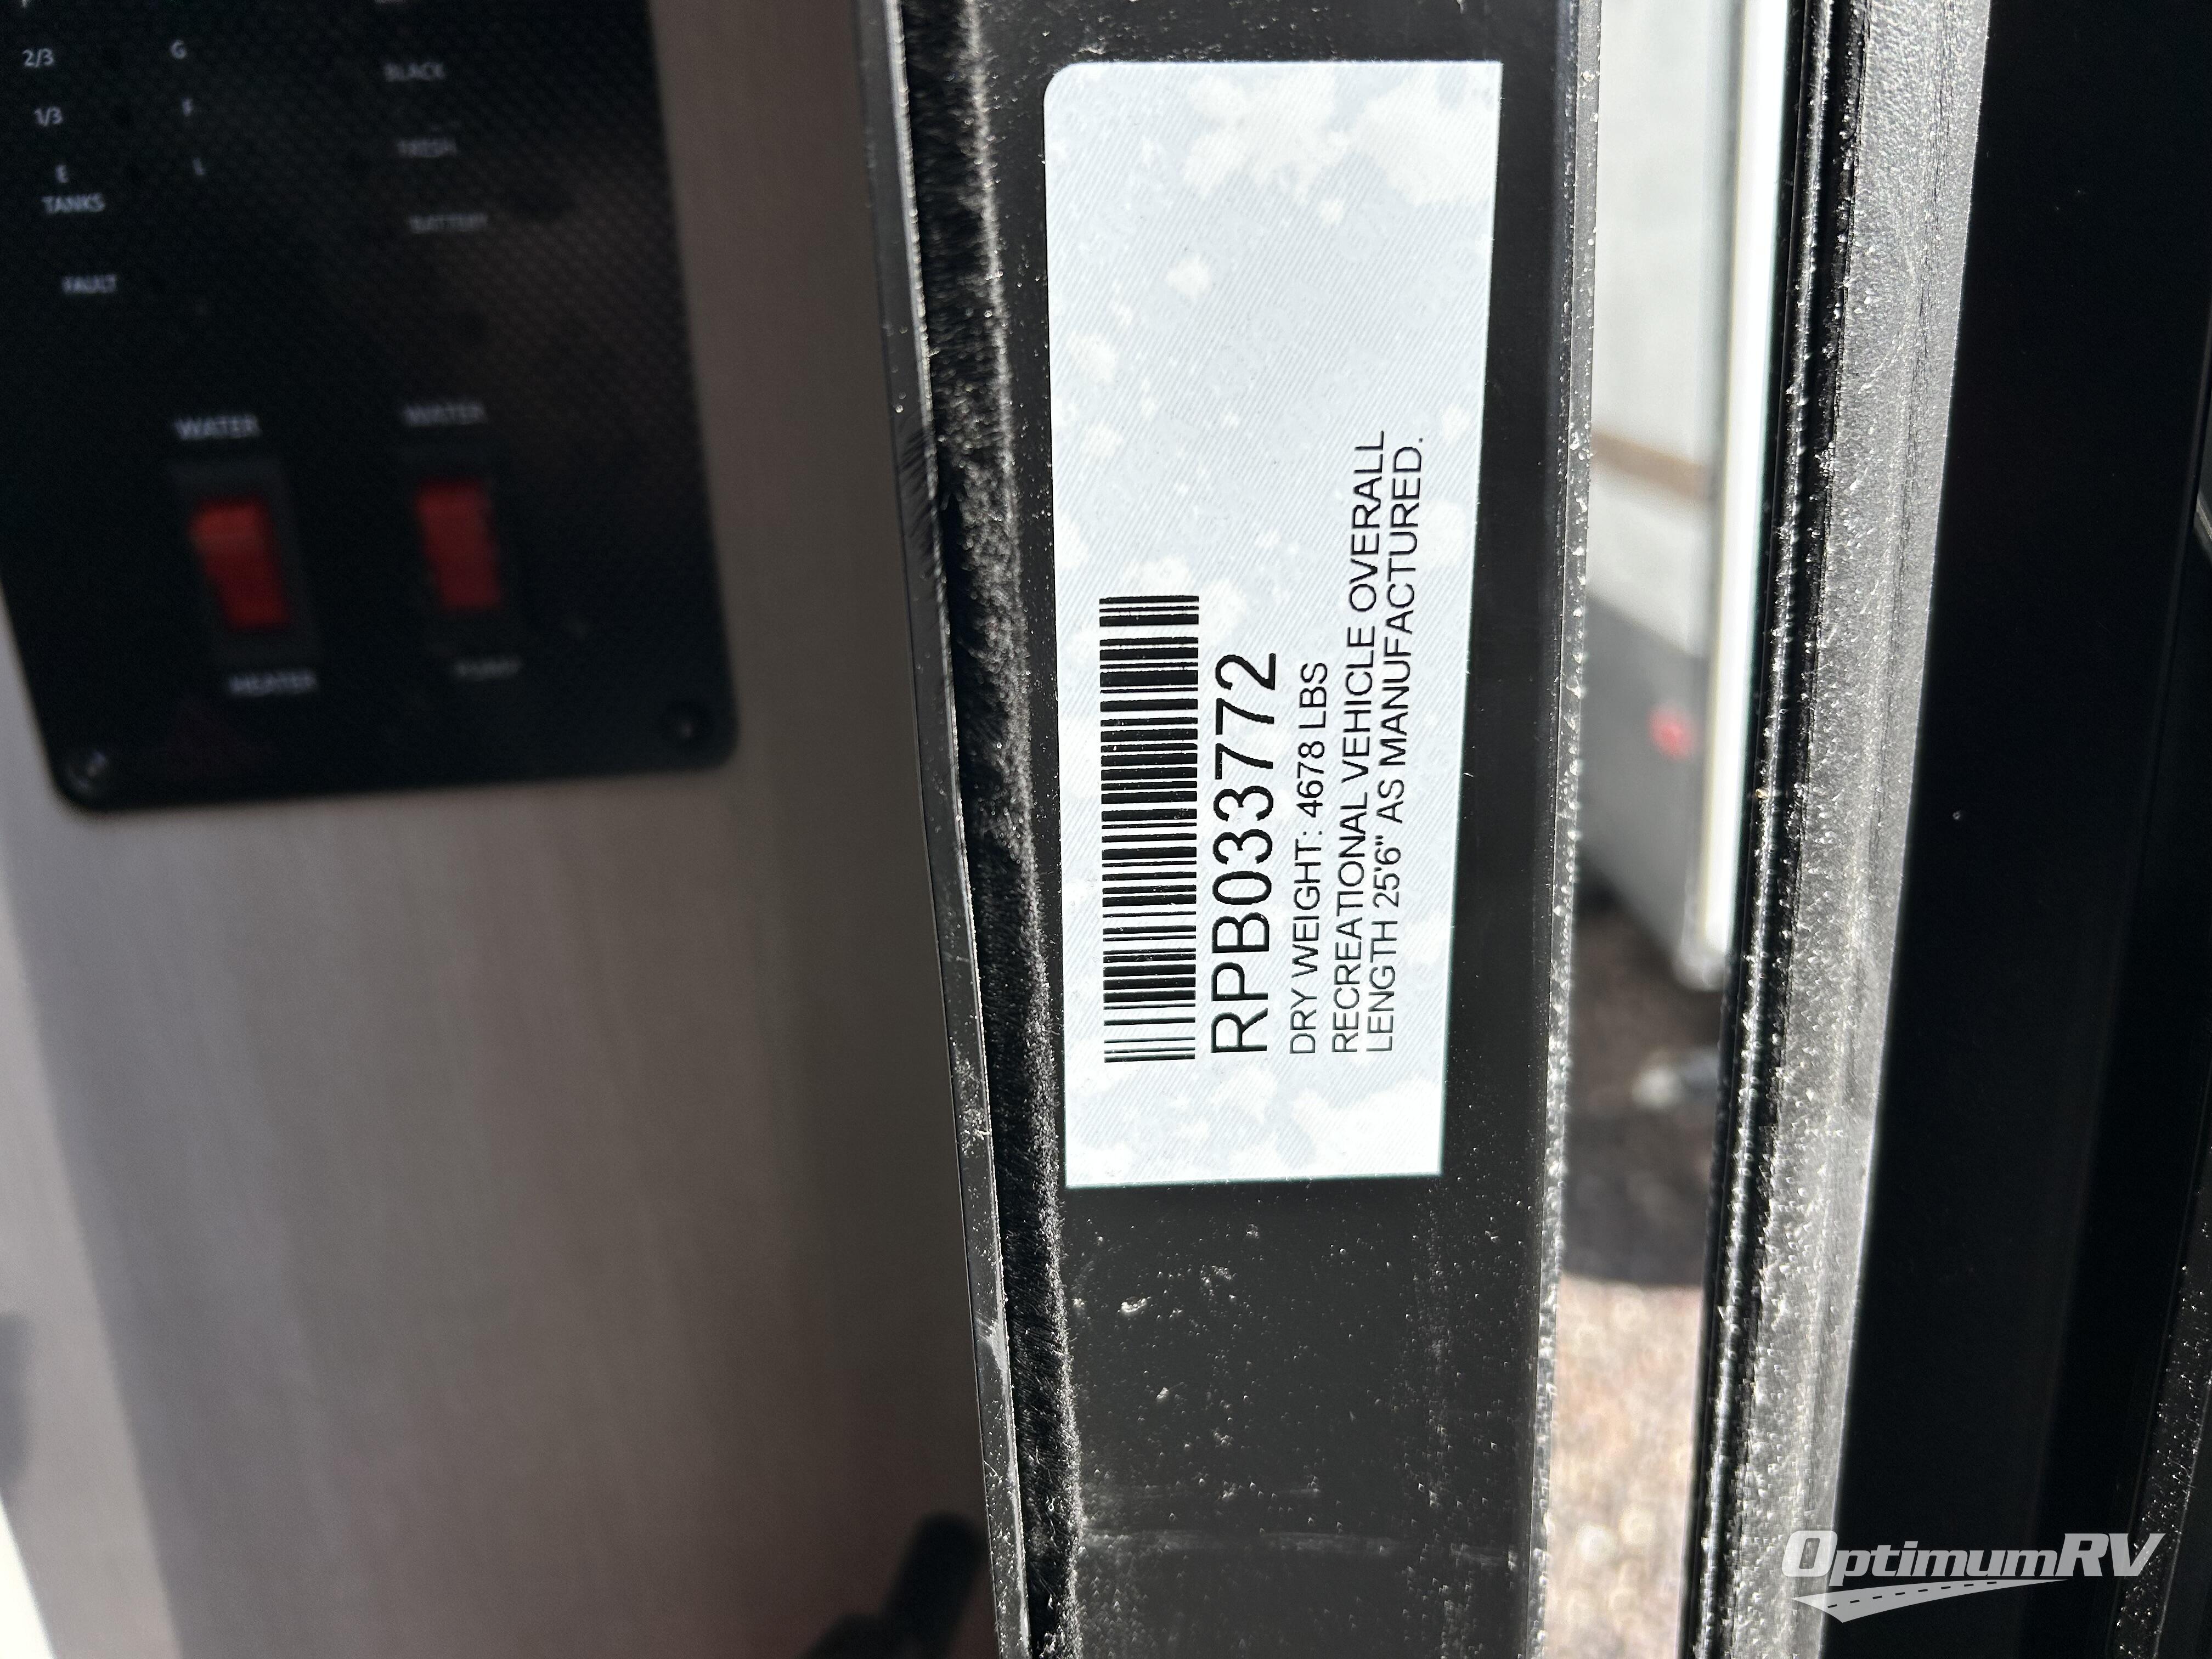 2/3
G
BLACK
1/3
F
FRESH
E
L
TANKS
BATTERY
FAULT
WATER
WATER
HEATER
PUMP
RPB033772
DRY WEIGHT: 4678 LBS
RECREATIONAL VEHICLE OVERALL
LENGTH 25'6" AS MANUFACTURED.
OptimumRV